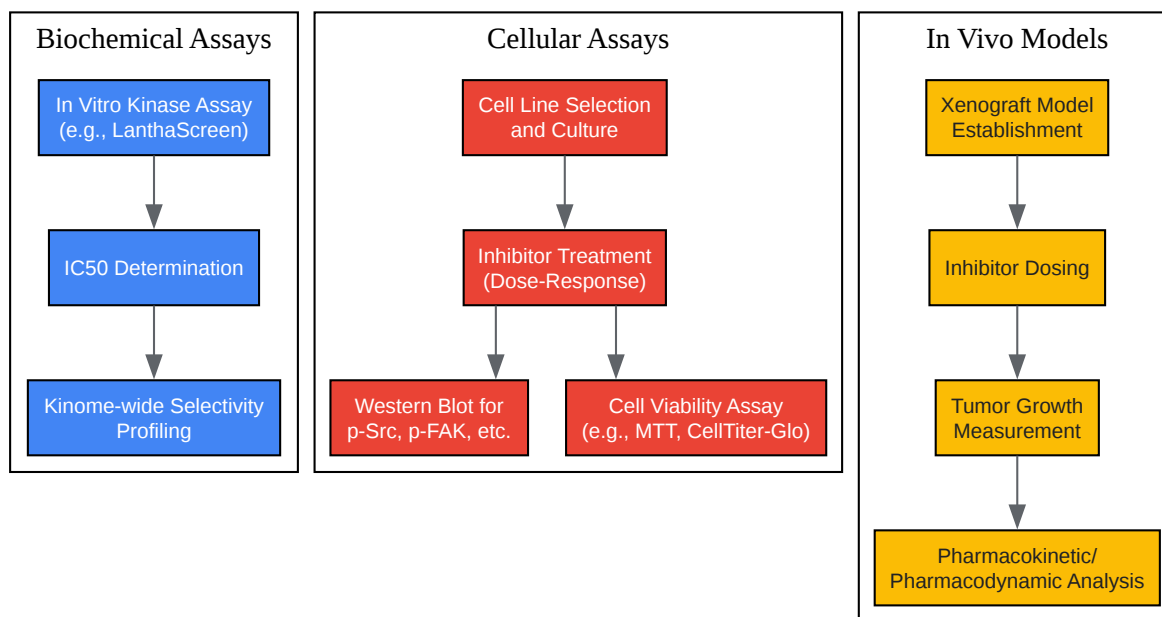 Biochemical Assays
In Vitro Kinase Assay
(e.g., LanthaScreen)
IC50 Determination
Kinome-wide Selectivity
Profiling
Cellular Assays
Cell Line Selection
and Culture
Inhibitor Treatment
(Dose-Response)
Western Blot for
p-Src, p-FAK, etc.
Cell Viability Assay
(e.g., MTT, CellTiter-Glo)
In Vivo Models
Xenograft Model
Establishment
Inhibitor Dosing
Tumor Growth
Measurement
Pharmacokinetic/
Pharmacodynamic Analysis